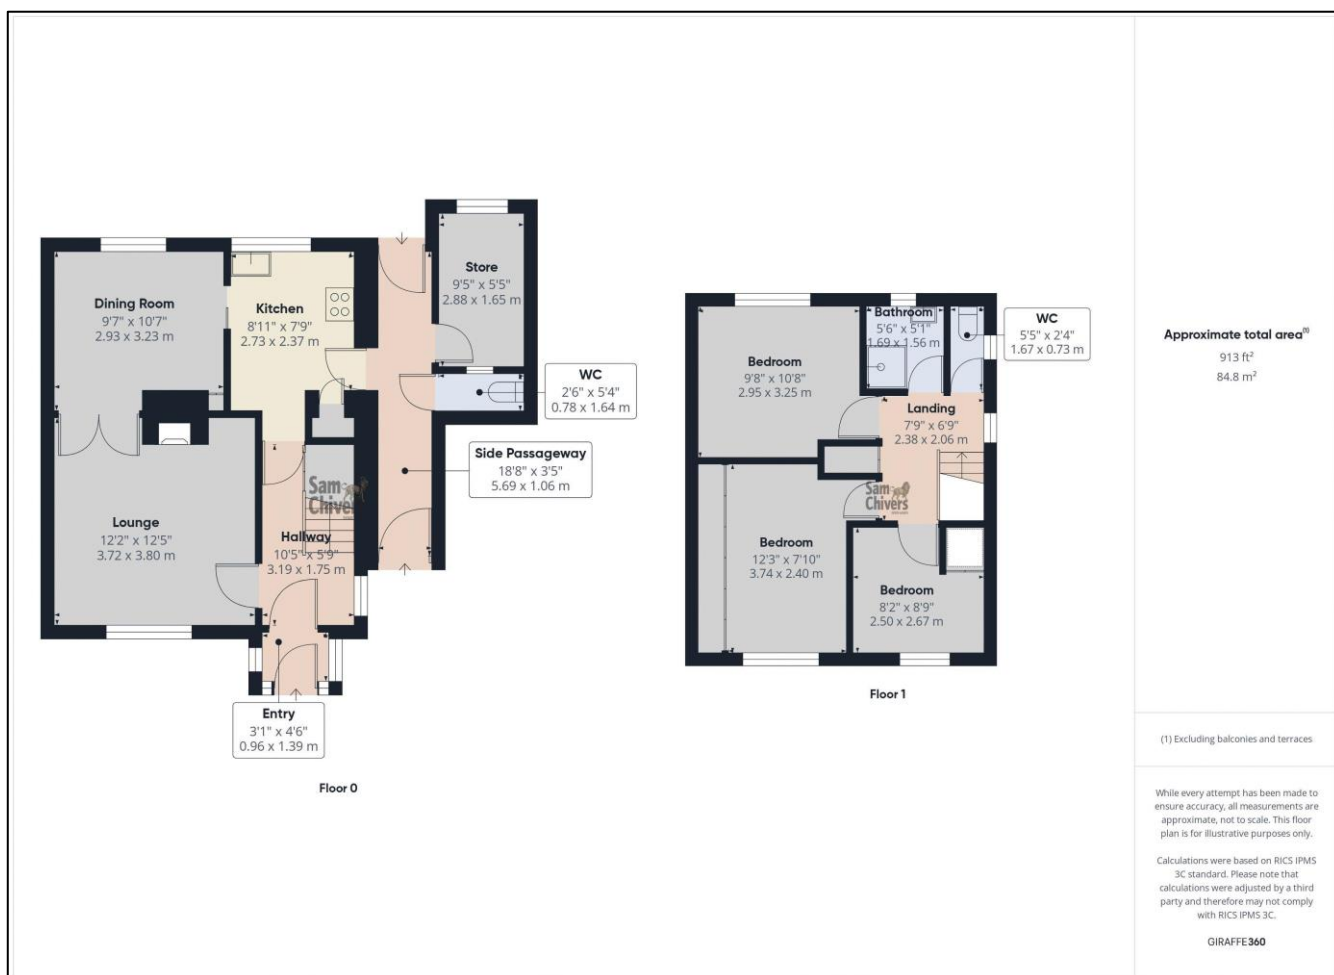 Store
9'5" x 5'5"
2.88 x 1.65 m
Dining Room
9'7" x 10'7"
2.93 x 3.23 m
Kitchen
8'11" x 7'9"
2.73 x 2.37 m
WC
2'6" x 5'4"
0.78 x 1.64 m
Side Passageway
18'8" x 3'5"
5.69 x 1.06 m
Sam
Chivers
Lounge
12'2" x 12'5"
3.72 x 3.80 m
Hallway
10'5" x 5'9"
3.19 x 1.75 m
Entry
3'1" x 4'6"
0.96 x 1.39 m
Floor 0
Bathroom
5'6" x 5'1"
1.69 x 1.56 m
WC
5'5" x 2'4"
1.67 x 0.73 m
Bedroom
9'8" x 10'8"
2.95 x 3.25 m
Landing
7'9" x 6'9"
2.38 x 2.06 m
Sam
Chivers
Bedroom
12'3" x 7'10"
3.74 x 2.40 m
Bedroom
8'2" x 8'9"
2.50 x 2.67 m
Floor 1
Approximate total area(1)
913 ft²
84.8 m²
(1) Excluding balconies and terraces
While every attempt has been made to
ensure accuracy, all measurements are
approximate, not to scale. This floor
plan is for illustrative purposes only.
Calculations were based on RICS IPMS
3C standard. Please note that
calculations were adjusted by a third
party and therefore may not comply
with RICS IPMS 3C.
GIRAFFE360